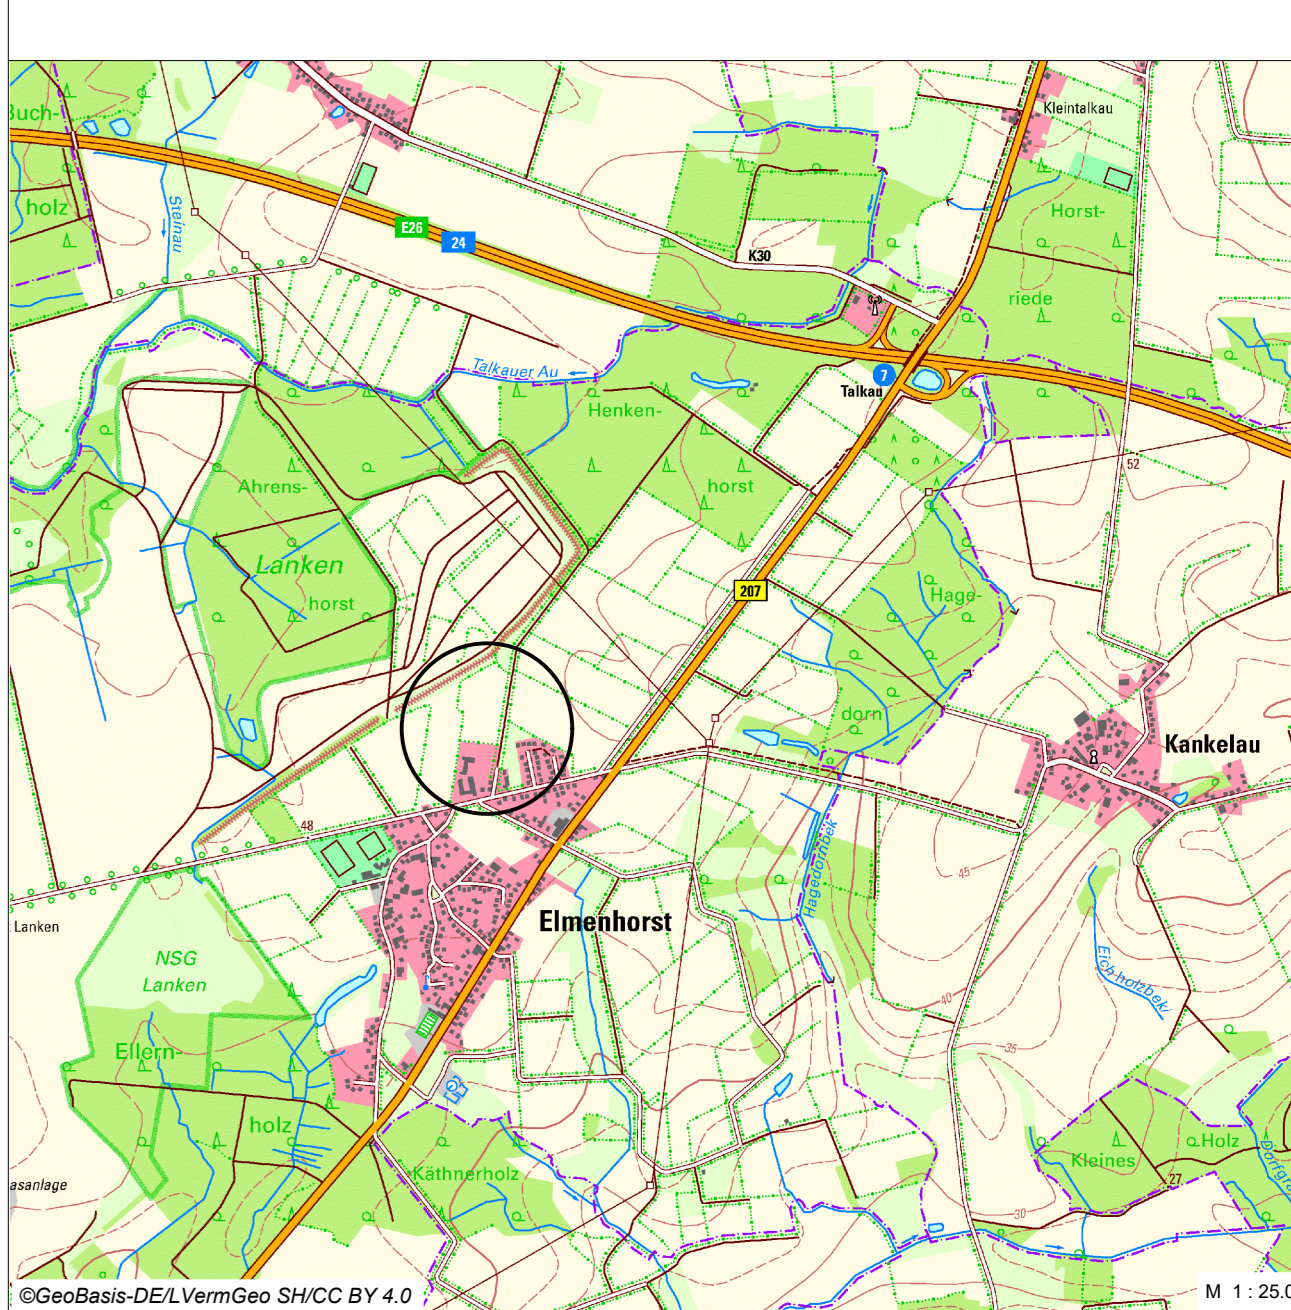 Buch-
holz
Steinau
E26
24
K30
Kleintalkau
Horst-
riede
Talkauer Au
7
Talkau
Henken-
horst
52
Ahrens-
horst
Lanken
207
Hage-
dorn
Kankelau
48
Lanken
Elmenhorst
Hagedornbek
45
40
35
30
Eichholzbek
NSG
Lanken
Ellern-
holz
Käthnerholz
Kleines
Holz
27
asanlage
©GeoBasis-DE/LVermGeo SH/CC BY 4.0
M 1 : 25.0